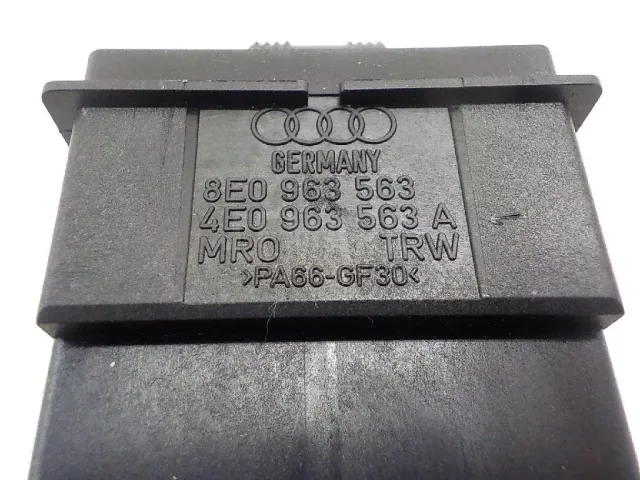 GERMANY
8E0 963 563
4E0 963 563 A
MRO TRW
>PA66-GF30<